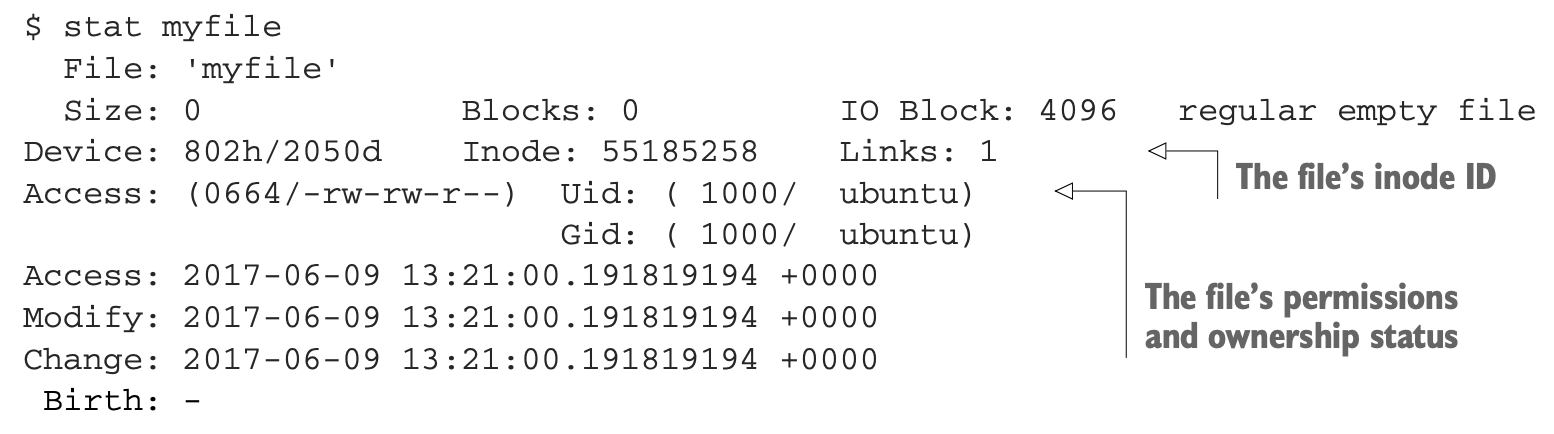 $ stat myfile
  File: 'myfile'
  Size: 0             Blocks: 0          IO Block: 4096   regular empty file
Device: 802h/2050d    Inode: 55185258    Links: 1
The file's inode ID
Access: (0664/-rw-rw-r--)  Uid: ( 1000/  ubuntu)
                           Gid: ( 1000/  ubuntu)
Access: 2017-06-09 13:21:00.191819194 +0000
Modify: 2017-06-09 13:21:00.191819194 +0000
Change: 2017-06-09 13:21:00.191819194 +0000
 Birth: -
The file's permissions
and ownership status